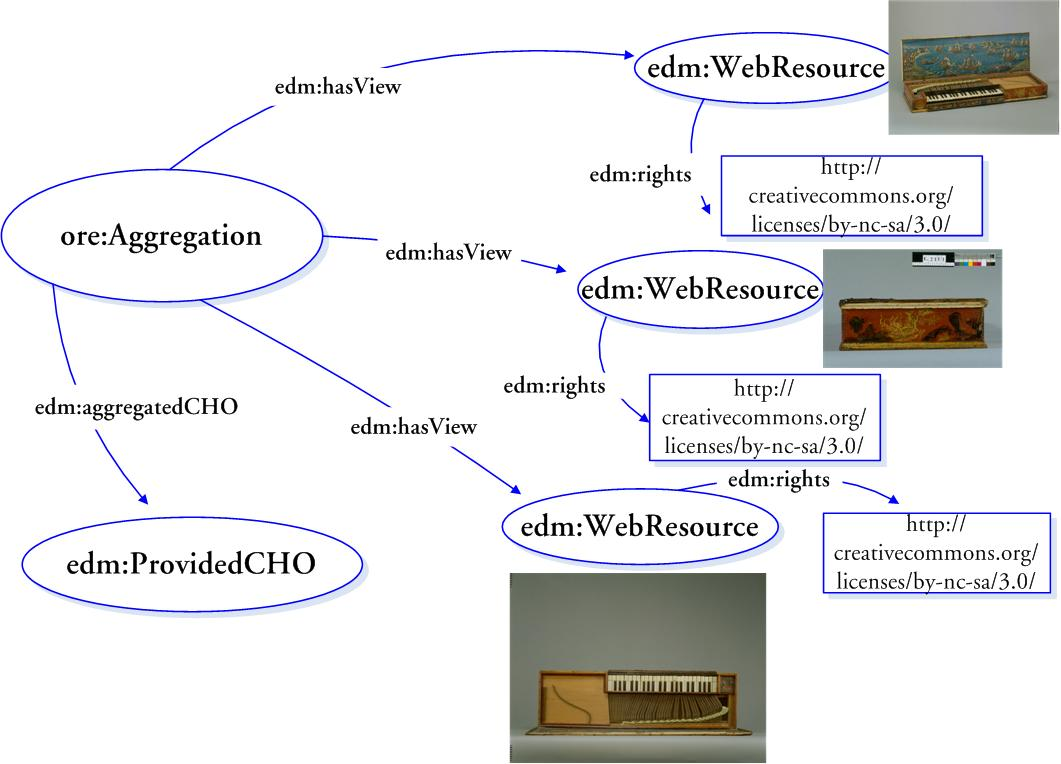 edm:WebResource
edm:hasView
http://
creativecommons.org/
licenses/by-nc-sa/3.0/
edm:rights
ore:Aggregation
edm:hasView
edm:WebResource
edm:rights
http://
creativecommons.org/
licenses/by-nc-sa/3.0/
edm:aggregatedCHO
edm:hasView
edm:rights
edm:WebResource
http://
creativecommons.org/
licenses/by-nc-sa/3.0/
edm:ProvidedCHO